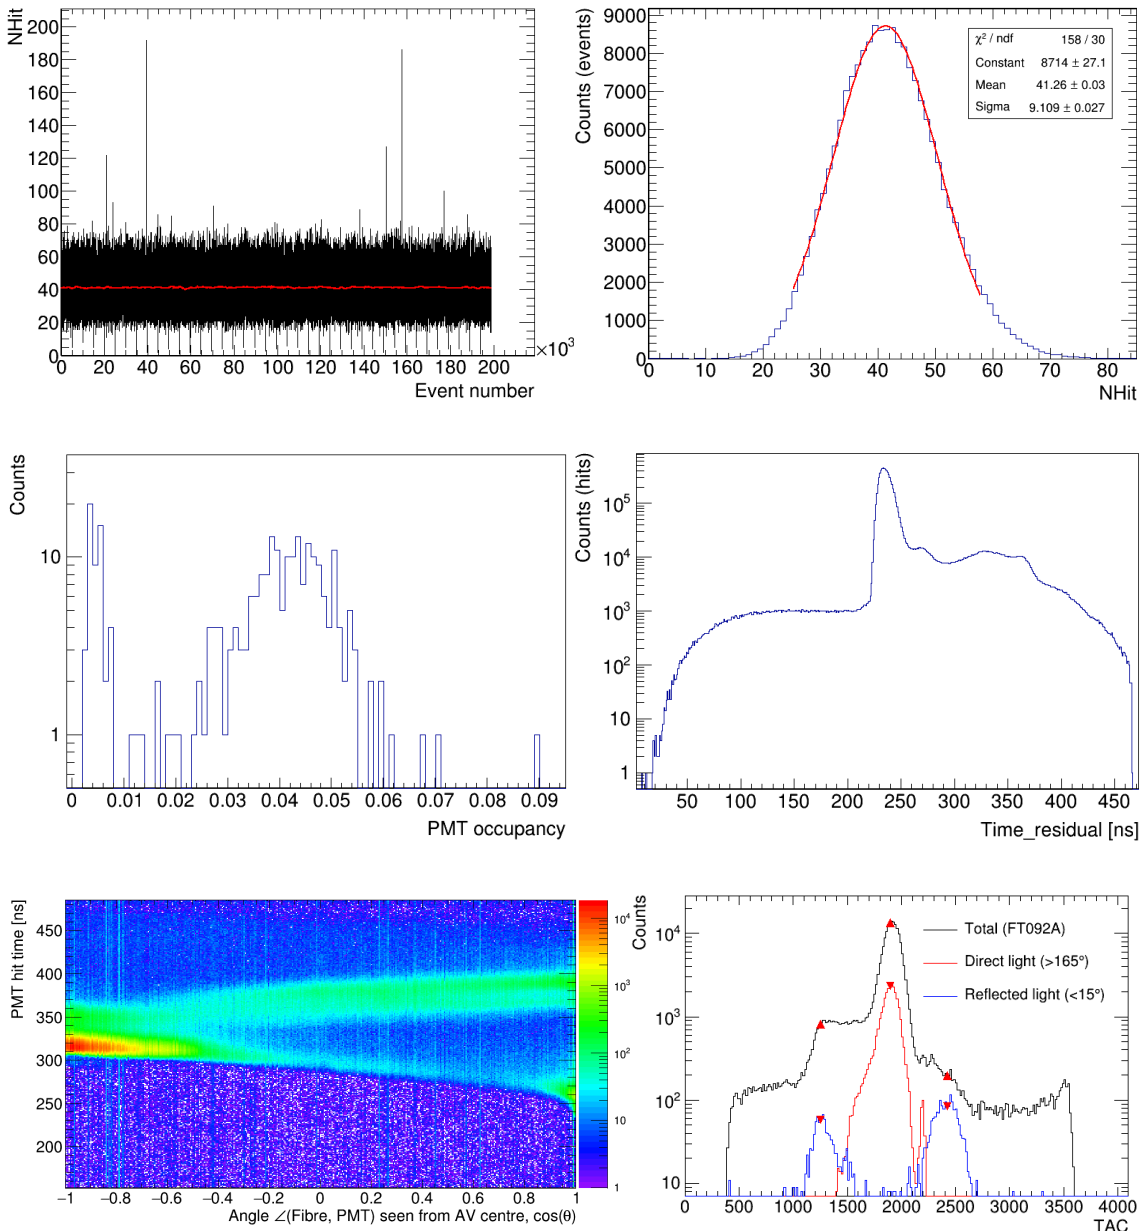 NHit
200
180
160
140
120
100
80
60
40
20
0
0 20 40 60 80 100 120 140 160 180 200
×10³
Event number
Counts (events)
9000
8000
7000
6000
5000
4000
3000
2000
1000
0
χ² / ndf 158 / 30
Constant 8714 ± 27.1
Mean 41.26 ± 0.03
Sigma 9.109 ± 0.027
0 10 20 30 40 50 60 70 80
NHit
Counts
10
1
0 0.01 0.02 0.03 0.04 0.05 0.06 0.07 0.08 0.09
PMT occupancy
Counts (hits)
10⁵
10⁴
10³
10²
10
1
50 100 150 200 250 300 350 400 450
Time_residual [ns]
PMT hit time [ns]
450
400
350
300
250
200
150
10⁴
10³
10²
10
1
−1 −0.8 −0.6 −0.4 −0.2 0 0.2 0.4 0.6 0.8 1
Angle ∠(Fibre, PMT) seen from AV centre, cos(θ)
Counts
10⁴
10³
10²
10
Total (FT092A)
Direct light (>165°)
Reflected light (<15°)
0 500 1000 1500 2000 2500 3000 3500 4000